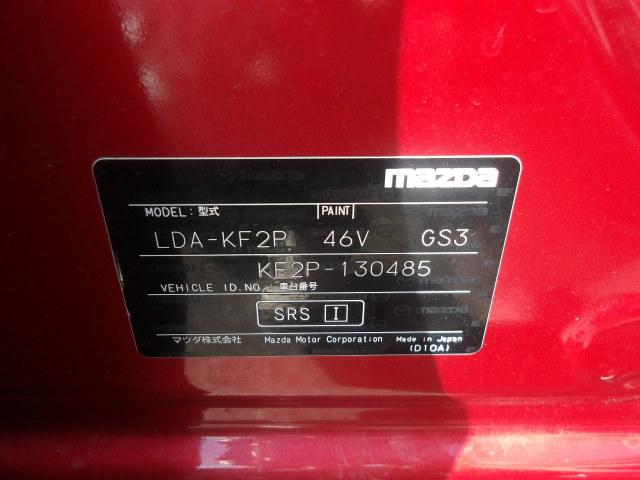 mazda
MODEL:型式 PAINT
LDA-KF2P 46V GS3
KF2P-130485
VEHICLE ID.NO. 車台番号
SRS I
マツダ株式会社 Mazda Motor Corporation Made in Japan
(D10A)